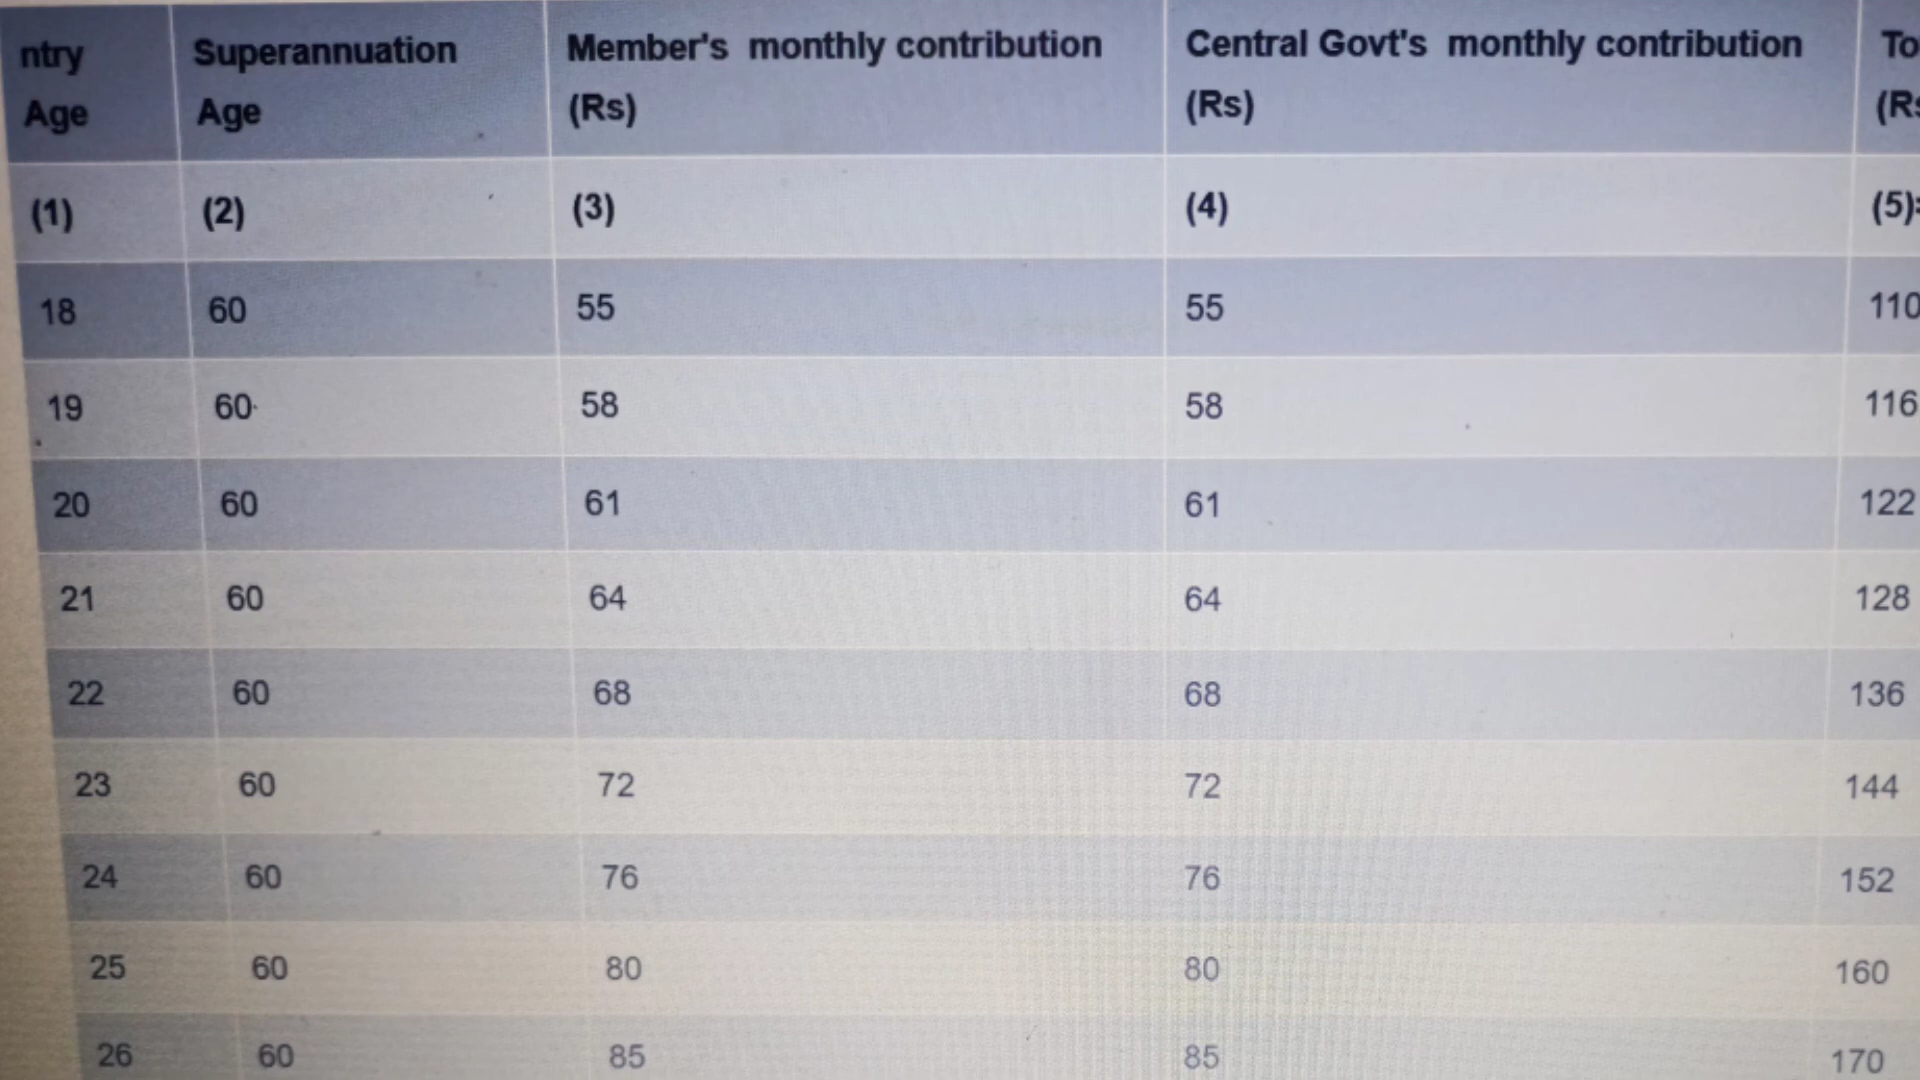 ntry Superannuation Member's monthly contribution Central Govt's monthly contribution To
Age Age (Rs) (Rs) (Rs
(1) (2) (3) (4) (5)=
18 60 55 55 110
19 60 58 58 116
20 60 61 61 122
21 60 64 64 128
22 60 68 68 136
23 60 72 72 144
24 60 76 76 152
25 60 80 80 160
26 60 85 85 170